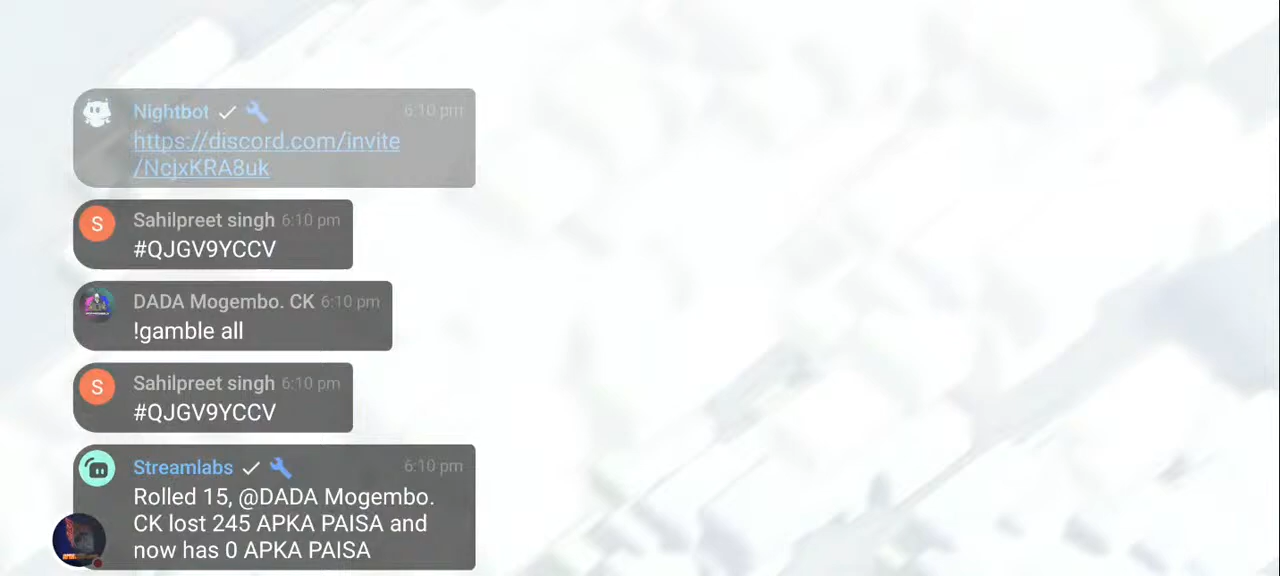 Nightbot 6:10 pm
https://discord.com/invite
/NcjxKRA8uk
S Sahilpreet singh 6:10 pm
#QJGV9YCCV
DADA Mogembo. CK 6:10 pm
!gamble all
S Sahilpreet singh 6:10 pm
#QJGV9YCCV
Streamlabs 6:10 pm
Rolled 15, @DADA Mogembo.
CK lost 245 APKA PAISA and
now has 0 APKA PAISA